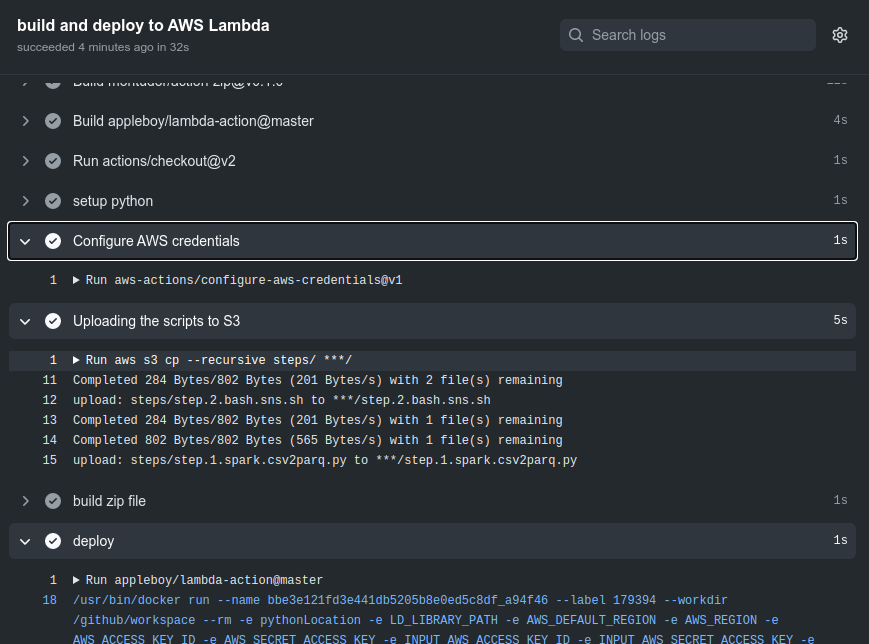 build and deploy to AWS Lambda
succeeded 4 minutes ago in 32s
Search logs
Build appleboy/lambda-action@master 4s
Run actions/checkout@v2 1s
setup python 1s
Configure AWS credentials 1s
1 Run aws-actions/configure-aws-credentials@v1
Uploading the scripts to S3 5s
1 Run aws s3 cp --recursive steps/ ***/
11 Completed 284 Bytes/802 Bytes (201 Bytes/s) with 2 file(s) remaining
12 upload: steps/step.2.bash.sns.sh to ***/step.2.bash.sns.sh
13 Completed 284 Bytes/802 Bytes (201 Bytes/s) with 1 file(s) remaining
14 Completed 802 Bytes/802 Bytes (565 Bytes/s) with 1 file(s) remaining
15 upload: steps/step.1.spark.csv2parq.py to ***/step.1.spark.csv2parq.py
build zip file 1s
deploy 1s
1 Run appleboy/lambda-action@master
18 /usr/bin/docker run --name bbe3e121fd3e441db5205b8e0ed5c8df_a94f46 --label 179394 --workdir
/github/workspace --rm -e pythonLocation -e LD_LIBRARY_PATH -e AWS_DEFAULT_REGION -e AWS_REGION -e
AWS_ACCESS_KEY_ID -e AWS_SECRET_ACCESS_KEY -e INPUT_AWS_ACCESS_KEY_ID -e INPUT_AWS_SECRET_ACCESS_KEY -e